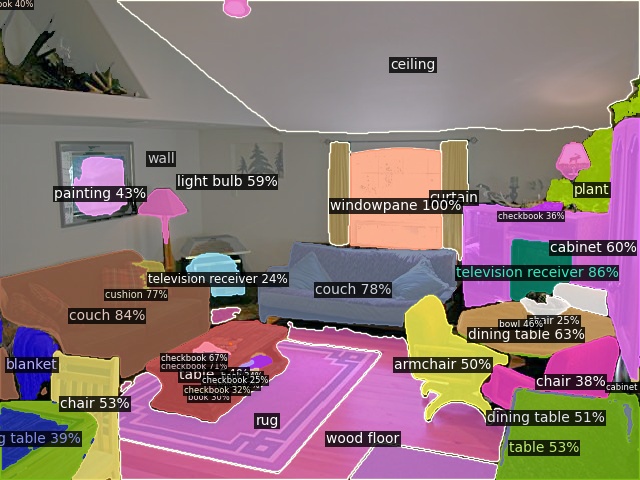 ook 40%
ceiling
wall
light bulb 59%
painting 43%
curtain
windowpane 100%
plant
checkbook 36%
cabinet 60%
television receiver 86%
television receiver 24%
cushion 77%
couch 78%
couch 84%
chair 25%
bowl 46%
dining table 63%
checkbook 67%
checkbook 71%
blanket
table
armchair 50%
checkbook 25%
chair 38%
cabinet
checkbook 32%
book 30%
chair 53%
rug
dining table 51%
g table 39%
wood floor
table 53%